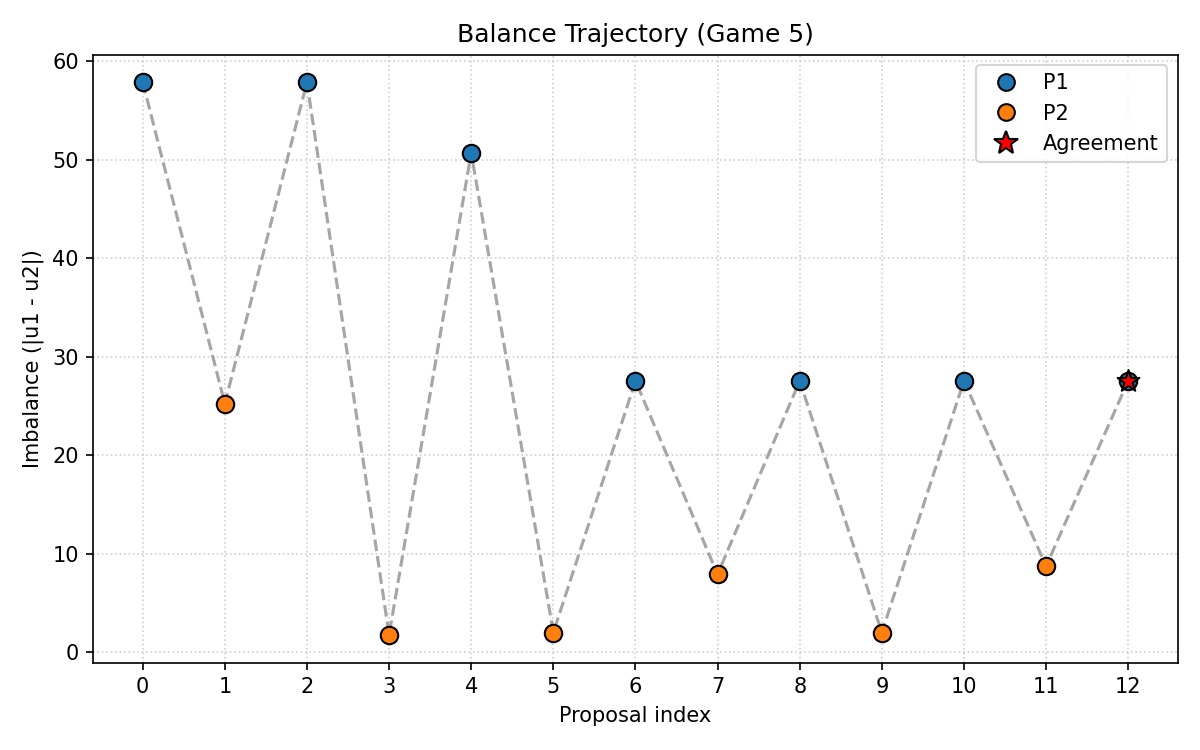 Balance Trajectory (Game 5)
P1
P2
Agreement
Imbalance (|u1 - u2|)
60
50
40
30
20
10
0
0 1 2 3 4 5 6 7 8 9 10 11 12
Proposal index